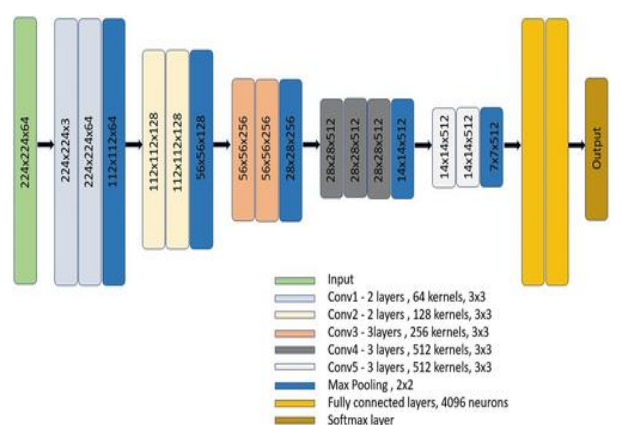 224x224x64
224x224x3
224x224x64
112x112x64
112x112x128
112x112x128
56x56x128
56x56x256
56x56x256
28x28x256
28x28x512
28x28x512
28x28x512
14x14x512
14x14x512
14x14x512
7x7x512
Output
Input
Conv1 - 2 layers , 64 kernels, 3x3
Conv2 - 2 layers, 128 kernels, 3x3
Conv3 - 3layers , 256 kernels, 3x3
Conv4 - 3 layers , 512 kernels, 3x3
Conv5 - 3 layers , 512 kernels, 3x3
Max Pooling , 2x2
Fully connected layers, 4096 neurons
Softmax layer